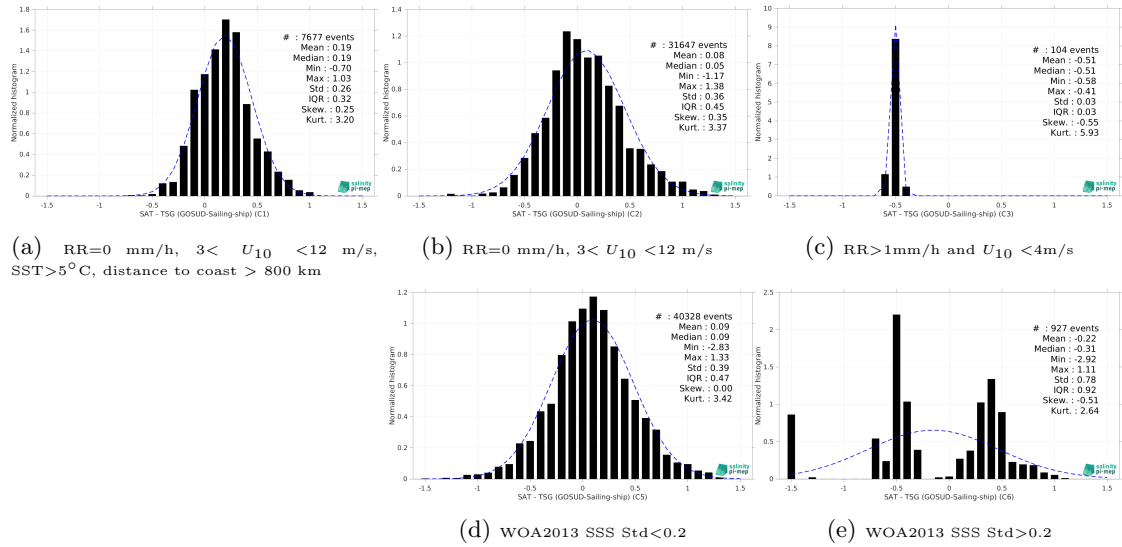 Normalized histogram
1.8
1.6
1.4
1.2
1
0.8
0.6
0.4
0.2
0
-1.5 -1 -0.5 0 0.5 1 1.5
SAT - TSG (GOSUD-Sailing-ship) (C1)
# : 7677 events
Mean : 0.19
Median : 0.19
Min : -0.70
Max : 1.03
Std : 0.26
IQR : 0.32
Skew. : 0.25
Kurt. : 3.20
salinity
pi-mep
(a) RR=0 mm/h, 3< U10 <12 m/s,
SST>5°C, distance to coast > 800 km
Normalized histogram
1.4
1.2
1
0.8
0.6
0.4
0.2
0
-1.5 -1 -0.5 0 0.5 1 1.5
SAT - TSG (GOSUD-Sailing-ship) (C2)
# : 31647 events
Mean : 0.08
Median : 0.05
Min : -1.17
Max : 1.38
Std : 0.36
IQR : 0.45
Skew. : 0.35
Kurt. : 3.37
salinity
pi-mep
(b) RR=0 mm/h, 3< U10 <12 m/s
Normalized histogram
10
9
8
7
6
5
4
3
2
1
0
-1.5 -1 -0.5 0 0.5 1 1.5
SAT - TSG (GOSUD-Sailing-ship) (C3)
# : 104 events
Mean : -0.51
Median : -0.51
Min : -0.58
Max : -0.41
Std : 0.03
IQR : 0.03
Skew. : -0.55
Kurt. : 5.93
salinity
pi-mep
(c) RR>1mm/h and U10 <4m/s
Normalized histogram
1.2
1
0.8
0.6
0.4
0.2
0
-1.5 -1 -0.5 0 0.5 1 1.5
SAT - TSG (GOSUD-Sailing-ship) (C5)
# : 40328 events
Mean : 0.09
Median : 0.09
Min : -2.83
Max : 1.33
Std : 0.39
IQR : 0.47
Skew. : 0.00
Kurt. : 3.42
salinity
pi-mep
(d) WOA2013 SSS Std<0.2
Normalized histogram
2.5
2
1.5
1
0.5
0
-1.5 -1 -0.5 0 0.5 1 1.5
SAT - TSG (GOSUD-Sailing-ship) (C6)
# : 927 events
Mean : -0.22
Median : -0.31
Min : -2.92
Max : 1.11
Std : 0.78
IQR : 0.92
Skew. : -0.51
Kurt. : 2.64
salinity
pi-mep
(e) WOA2013 SSS Std>0.2